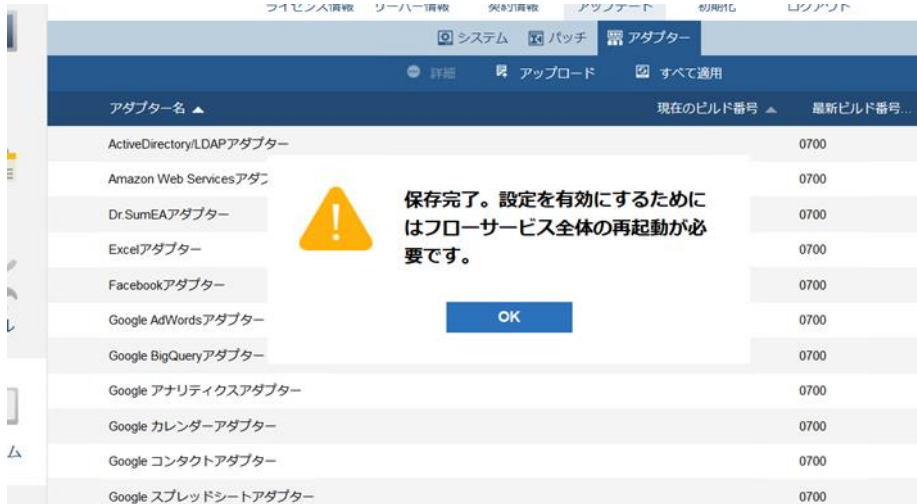 ライセンス情報 サーバー情報 契約情報 アップデート 初期化 ログアウト
システム パッチ アダプター
詳細 アップロード すべて適用
アダプター名 現在のビルド番号 最新ビルド番号...
ActiveDirectory/LDAPアダプター 0700
Amazon Web Servicesアダプ 0700
Dr.SumEAアダプター 0700
Excelアダプター 0700
Facebookアダプター 0700
Google AdWordsアダプター 0700
Google BigQueryアダプター 0700
Google アナリティクスアダプター 0700
Google カレンダーアダプター 0700
Google コンタクトアダプター 0700
Google スプレッドシートアダプター 0700
保存完了。設定を有効にするために
はフローサービス全体の再起動が必
要です。
OK
ル
ム